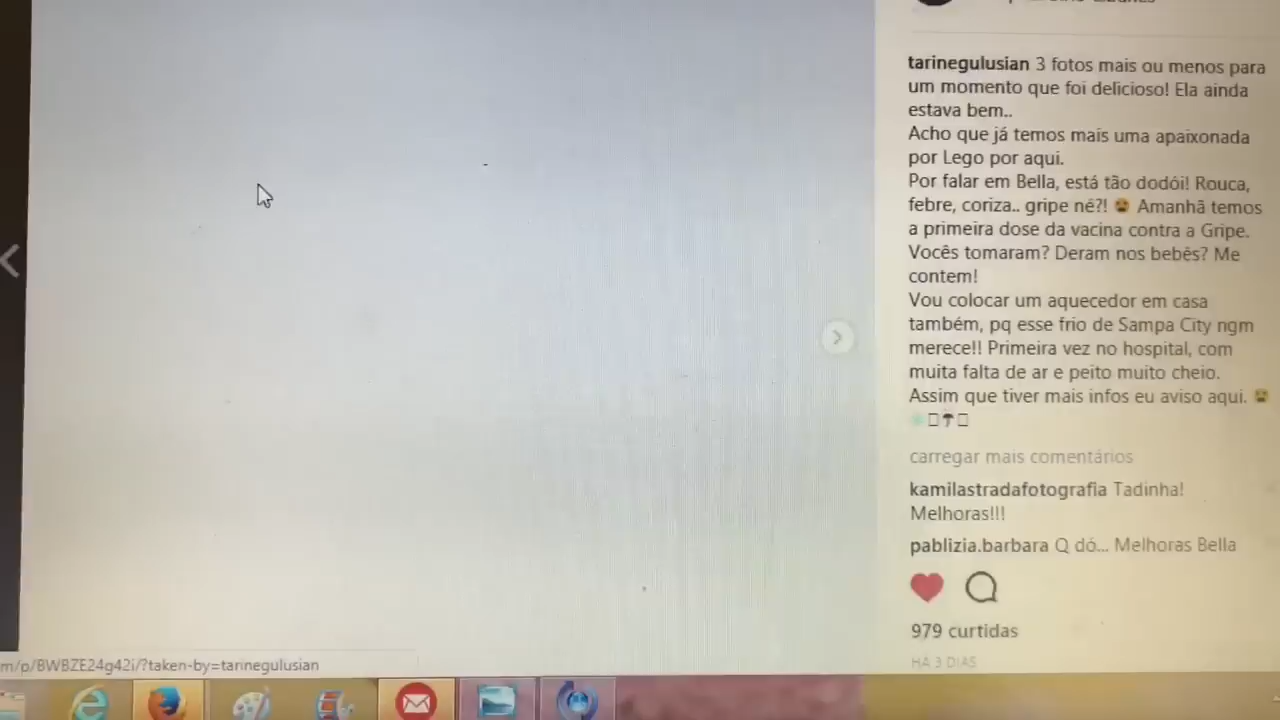 tarinegulusian 3 fotos mais ou menos para
um momento que foi delicioso! Ela ainda
estava bem..
Acho que já temos mais uma apaixonada
por Lego por aqui.
Por falar em Bella, está tão dodói! Rouca,
febre, coriza.. gripe né?! 😫 Amanhã temos
a primeira dose da vacina contra a Gripe.
Vocês tomaram? Deram nos bebês? Me
contem!
Vou colocar um aquecedor em casa
também, pq esse frio de Sampa City ngm
merece!! Primeira vez no hospital, com
muita falta de ar e peito muito cheio.
Assim que tiver mais infos eu aviso aqui. 😫
carregar mais comentários
kamilastradafotografia Tadinha!
Melhoras!!!
pablizia.barbara Q dó... Melhoras Bella
979 curtidas
HÁ 3 DIAS
m/p/BWBZE24g42i/?taken-by=tarinegulusian